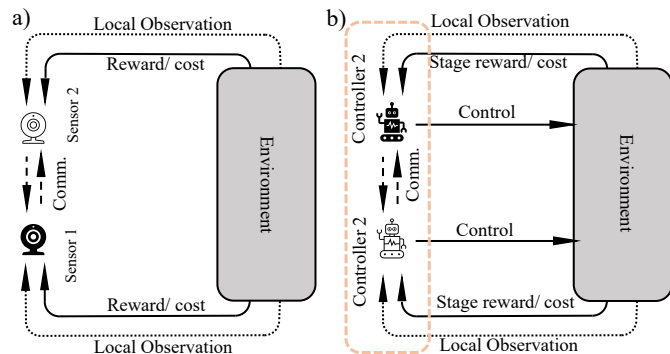 a)
Local Observation
Reward/ cost
Sensor 2
Comm.
Sensor 1
Environment
Reward/ cost
Local Observation
b)
Local Observation
Stage reward/ cost
Controller 2
Control
Comm.
Controller 2
Control
Environment
Stage reward/ cost
Local Observation